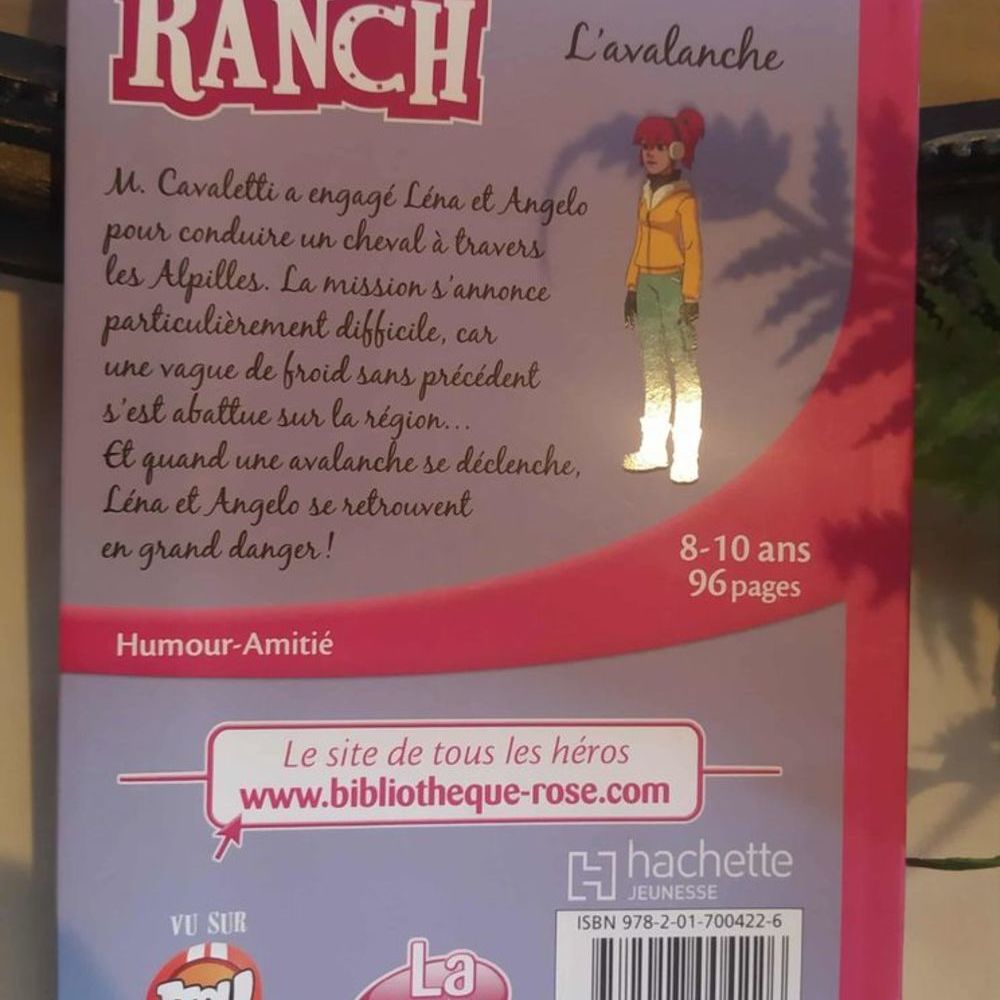 RANCH
L'avalanche
M. Cavaletti a engagé Léna et Angelo
pour conduire un cheval à travers
les Alpilles. La mission s'annonce
particulièrement difficile, car
une vague de froid sans précédent
s'est abattue sur la région...
Et quand une avalanche se déclenche,
Léna et Angelo se retrouvent
en grand danger !
8-10 ans
96 pages
Humour-Amitié
Le site de tous les héros
www.bibliotheque-rose.com
hachette
JEUNESSE
ISBN 978-2-01-700422-6
VU SUR
La